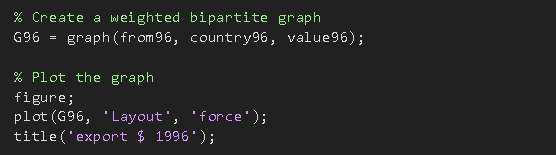 % Create a weighted bipartite graph
G96 = graph(from96, country96, value96);
% Plot the graph
figure;
plot(G96, 'Layout', 'force');
title('export $ 1996');